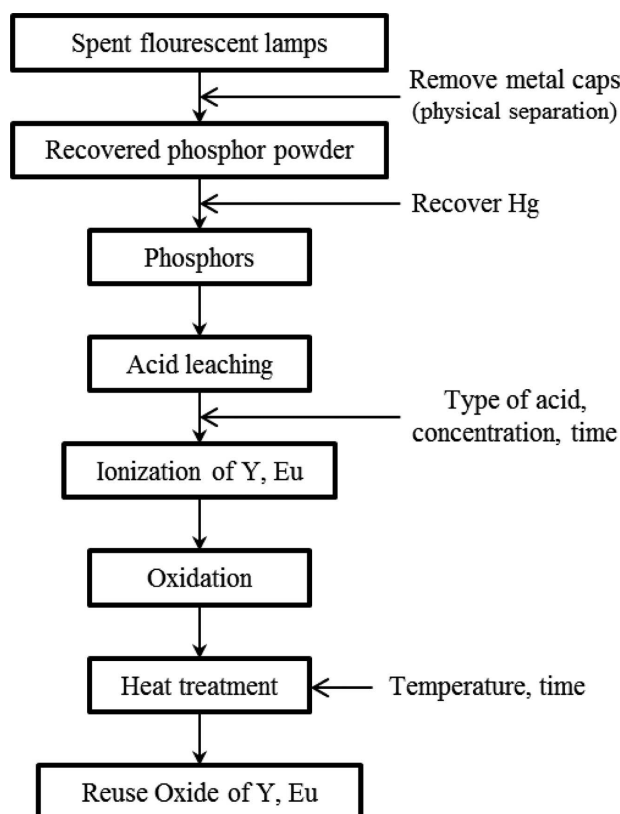 Spent flourescent lamps
Remove metal caps
(physical separation)
Recovered phosphor powder
Recover Hg
Phosphors
Acid leaching
Type of acid,
concentration, time
Ionization of Y, Eu
Oxidation
Heat treatment
Temperature, time
Reuse Oxide of Y, Eu